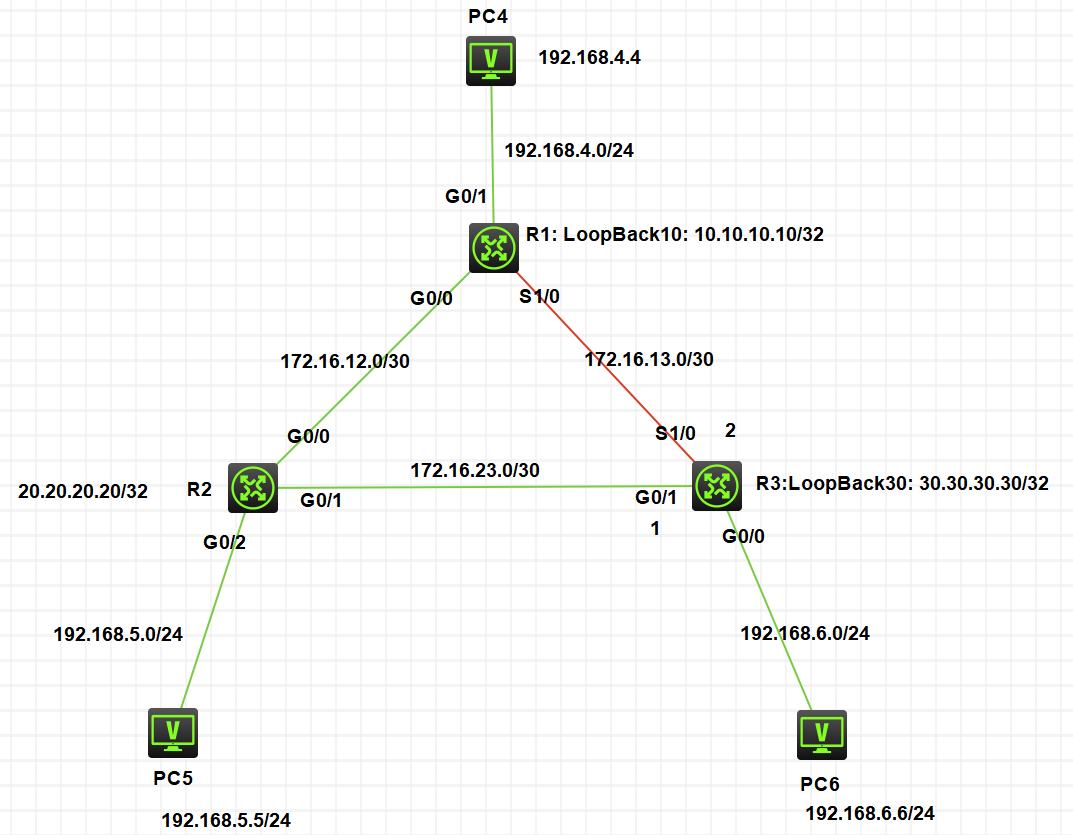 PC4
V
192.168.4.4
192.168.4.0/24
G0/1
R1: LoopBack10: 10.10.10.10/32
G0/0
S1/0
172.16.12.0/30
172.16.13.0/30
G0/0
S1/0
2
172.16.23.0/30
20.20.20.20/32
R2
G0/1
G0/1
R3:LoopBack30: 30.30.30.30/32
1
G0/2
G0/0
192.168.5.0/24
192.168.6.0/24
V
V
PC5
PC6
192.168.5.5/24
192.168.6.6/24